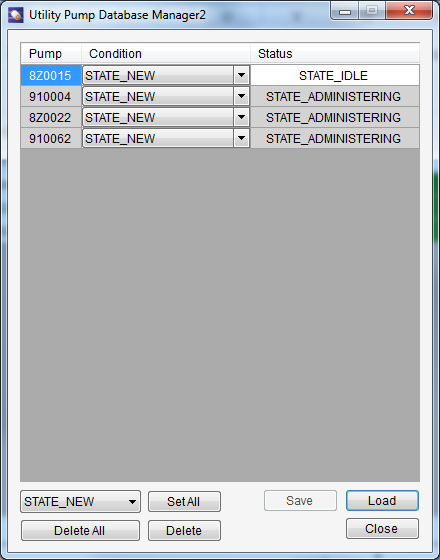 Utility Pump Database Manager2
Pump Condition Status
8Z0015 STATE_NEW STATE_IDLE
910004 STATE_NEW STATE_ADMINISTERING
8Z0022 STATE_NEW STATE_ADMINISTERING
910062 STATE_NEW STATE_ADMINISTERING
STATE_NEW Set All Save Load
Delete All Delete Close